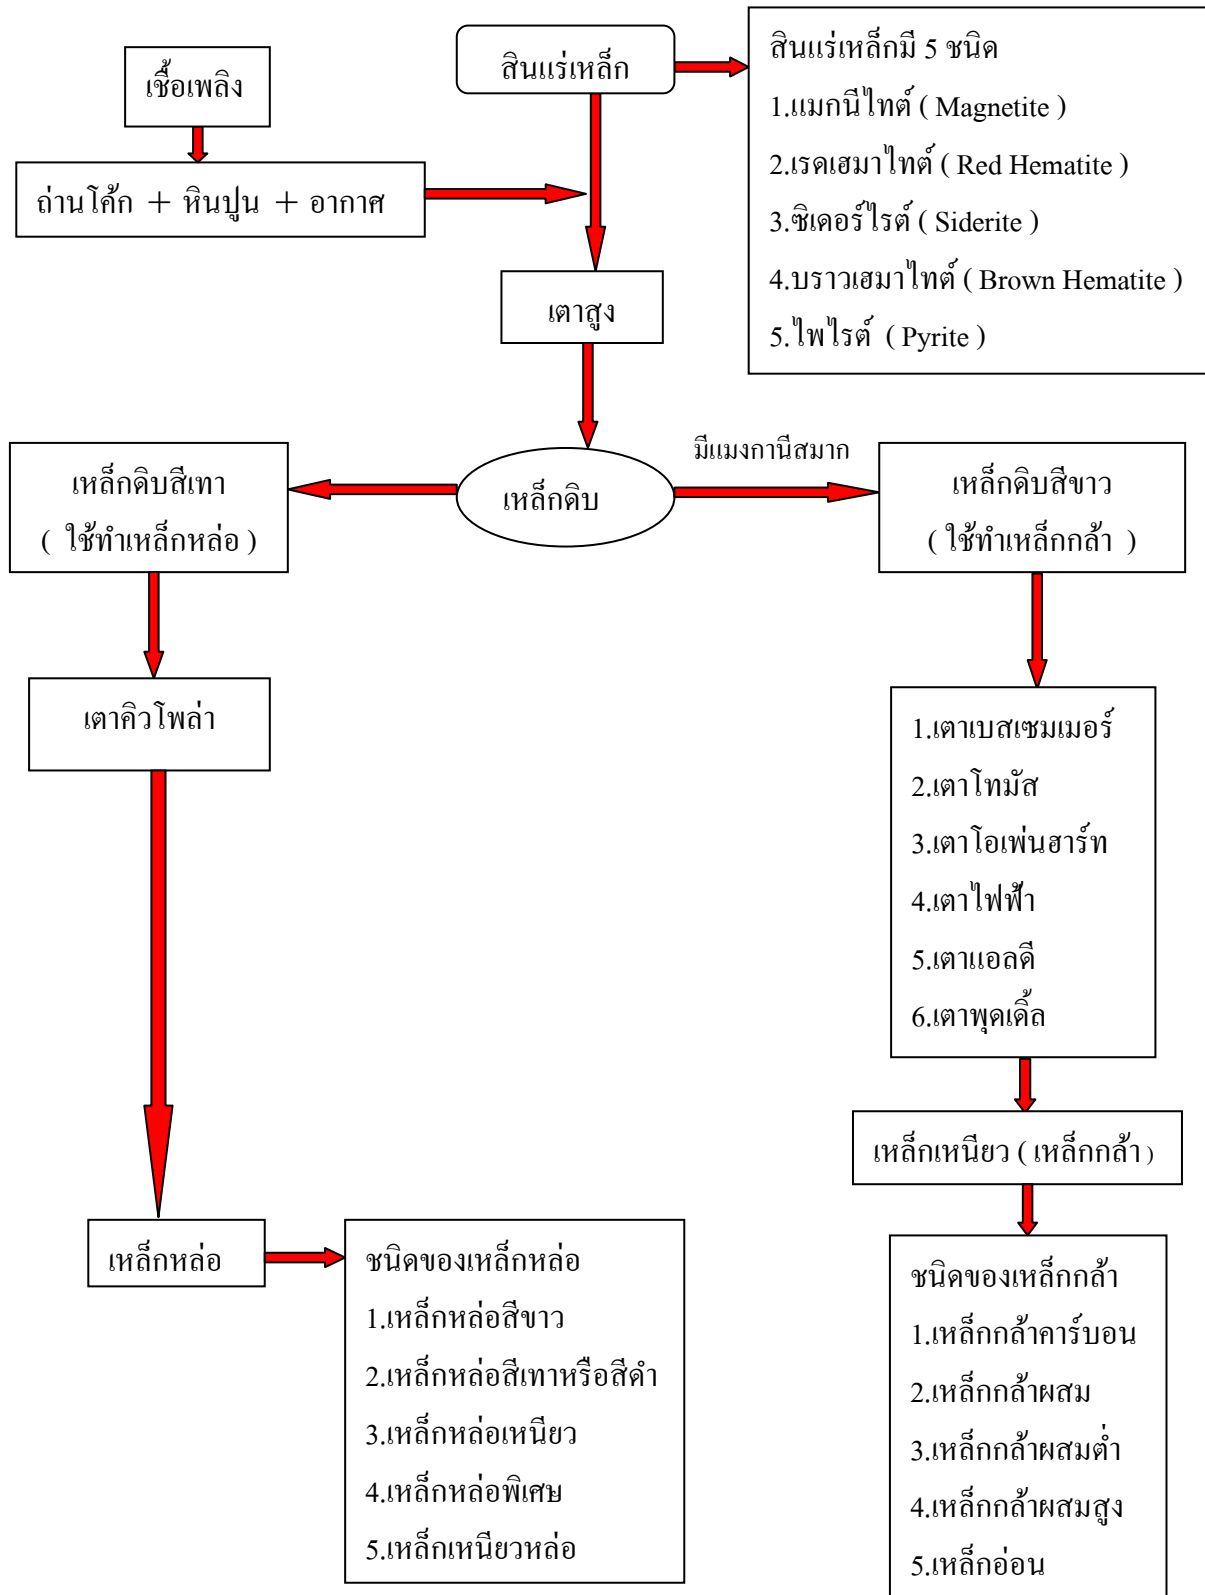 เชื้อเพลิง
ถ่านโค้ก + หินปูน + อากาศ
สินแร่เหล็ก
สินแร่เหล็กมี 5 ชนิด
1.แมกนีไทต์ ( Magnetite )
2.เรดเฮมาไทต์ ( Red Hematite )
3.ซิเดอร์ไรต์ ( Siderite )
4.บราวเฮมาไทต์ ( Brown Hematite )
5.ไพไรต์ ( Pyrite )
เตาสูง
เหล็กดิบ
มีแมงกานีสมาก
เหล็กดิบสีเทา
( ใช้ทำเหล็กหล่อ )
เหล็กดิบสีขาว
( ใช้ทำเหล็กกล้า )
เตาคิวโพล่า
1.เตาเบสเซมเมอร์
2.เตาโทมัส
3.เตาโอเพ่นฮาร์ท
4.เตาไฟฟ้า
5.เตาแอลดี
6.เตาพุดเดิ้ล
เหล็กเหนียว ( เหล็กกล้า )
เหล็กหล่อ
ชนิดของเหล็กหล่อ
1.เหล็กหล่อสีขาว
2.เหล็กหล่อสีเทาหรือสีดำ
3.เหล็กหล่อเหนียว
4.เหล็กหล่อพิเศษ
5.เหล็กเหนียวหล่อ
ชนิดของเหล็กกล้า
1.เหล็กกล้าคาร์บอน
2.เหล็กกล้าผสม
3.เหล็กกล้าผสมต่ำ
4.เหล็กกล้าผสมสูง
5.เหล็กอ่อน